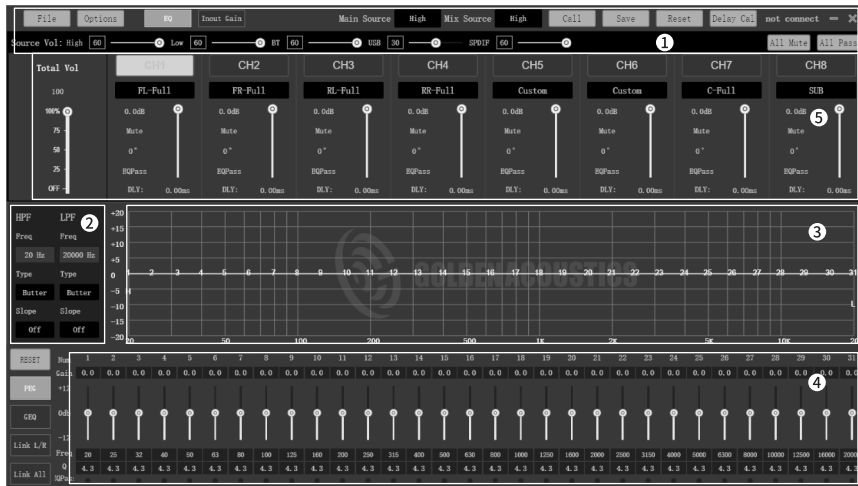 File Options EQ Inout Gain Main Source High Mix Source High Call Save Reset Delay Cal not connect
Source Vol: High 60 Low 60 BT 60 USB 30 SPDIF 60 1 All Mute All Pass
Total Vol CH1 CH2 CH3 CH4 CH5 CH6 CH7 CH8
100 FL-Full FR-Full RL-Full RR-Full Custom Custom C-Full SUB
100% 0.0dB 0.0dB 0.0dB 0.0dB 0.0dB 0.0dB 0.0dB 0.0dB 5
75 Mute Mute Mute Mute Mute Mute Mute Mute
50 0° 0° 0° 0° 0° 0° 0° 0°
25 EQPass EQPass EQPass EQPass EQPass EQPass EQPass EQPass
OFF DLY: 0.00ms DLY: 0.00ms DLY: 0.00ms DLY: 0.00ms DLY: 0.00ms DLY: 0.00ms DLY: 0.00ms DLY: 0.00ms
HPF LPF 2
Freq Freq
20 Hz 20000 Hz
Type Type
Butter Butter
Slope Slope
Off Off
+20
+15 3
+10
+5
0 1 2 3 4 5 6 7 8 9 10 11 12 13 14 15 16 17 18 19 20 21 22 23 24 25 26 27 28 29 30 31
GOLDENACOUSTICS
-5 H
-10 L
-15
-20
20 50 100 200 500 1K 2K 5K 10K 20
RESET Num 1 2 3 4 5 6 7 8 9 10 11 12 13 14 15 16 17 18 19 20 21 22 23 24 25 26 27 28 29 30 31
Gain 0.0 0.0 0.0 0.0 0.0 0.0 0.0 0.0 0.0 0.0 0.0 0.0 0.0 0.0 0.0 0.0 0.0 0.0 0.0 0.0 0.0 0.0 0.0 0.0 0.0 0.0 0.0 0.0 0.0 0.0 0.0
PEQ +12 4
GEQ 0dB
Link L/R -12
Freq 20 25 32 40 50 63 80 100 125 160 200 250 315 400 500 630 800 1000 1250 1600 2000 2500 3150 4000 5000 6300 8000 10000 12500 16000 2000
Link All Q 4.3 4.3 4.3 4.3 4.3 4.3 4.3 4.3 4.3 4.3 4.3 4.3 4.3 4.3 4.3 4.3 4.3 4.3 4.3 4.3 4.3 4.3 4.3 4.3 4.3 4.3 4.3 4.3 4.3 4.3 4.3